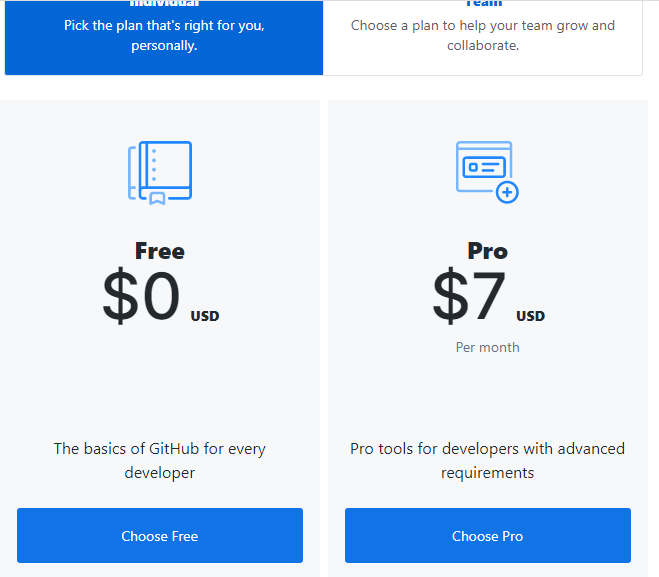 Individual
Team
Pick the plan that's right for you,
personally.
Choose a plan to help your team grow and
collaborate.
Free
$0 USD
Pro
$7 USD
Per month
The basics of GitHub for every
developer
Pro tools for developers with advanced
requirements
Choose Free
Choose Pro